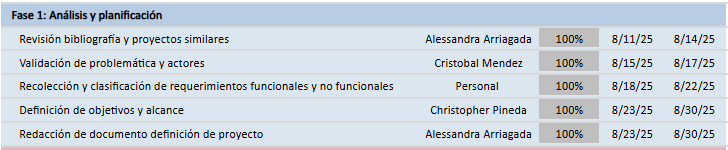 Fase 1: Análisis y planificación
Revisión bibliografía y proyectos similares Alessandra Arriagada 100% 8/11/25 8/14/25
Validación de problemática y actores Cristobal Mendez 100% 8/15/25 8/17/25
Recolección y clasificación de requerimientos funcionales y no funcionales Personal 100% 8/18/25 8/22/25
Definición de objetivos y alcance Christopher Pineda 100% 8/23/25 8/30/25
Redacción de documento definición de proyecto Alessandra Arriagada 100% 8/23/25 8/30/25